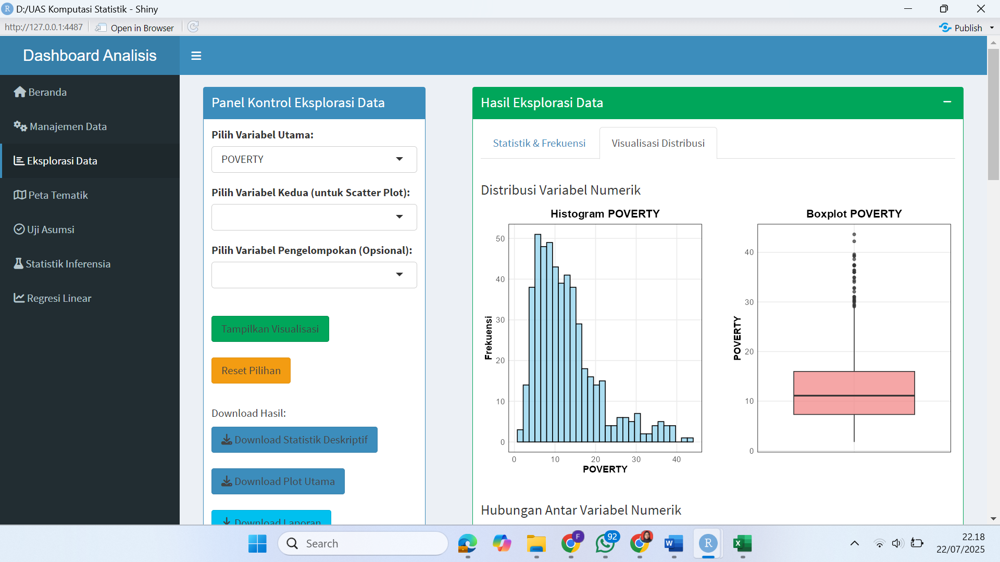 D:/UAS Komputasi Statistik - Shiny
http://127.0.0.1:4487
Open in Browser
Publish
Dashboard Analisis
Beranda
Manajemen Data
Eksplorasi Data
Peta Tematik
Uji Asumsi
Statistik Inferensia
Regresi Linear
Panel Kontrol Eksplorasi Data
Pilih Variabel Utama:
POVERTY
Pilih Variabel Kedua (untuk Scatter Plot):
Pilih Variabel Pengelompokan (Opsional):
Tampilkan Visualisasi
Reset Pilihan
Download Hasil:
Download Statistik Deskriptif
Download Plot Utama
Download Laporan
Hasil Eksplorasi Data
Statistik & Frekuensi
Visualisasi Distribusi
Distribusi Variabel Numerik
Histogram POVERTY
50
40
30
20
10
0
Frekuensi
0 10 20 30 40
POVERTY
Boxplot POVERTY
40
30
20
10
0
POVERTY
Hubungan Antar Variabel Numerik
Search
F
92
W
R
X
22.18
22/07/2025